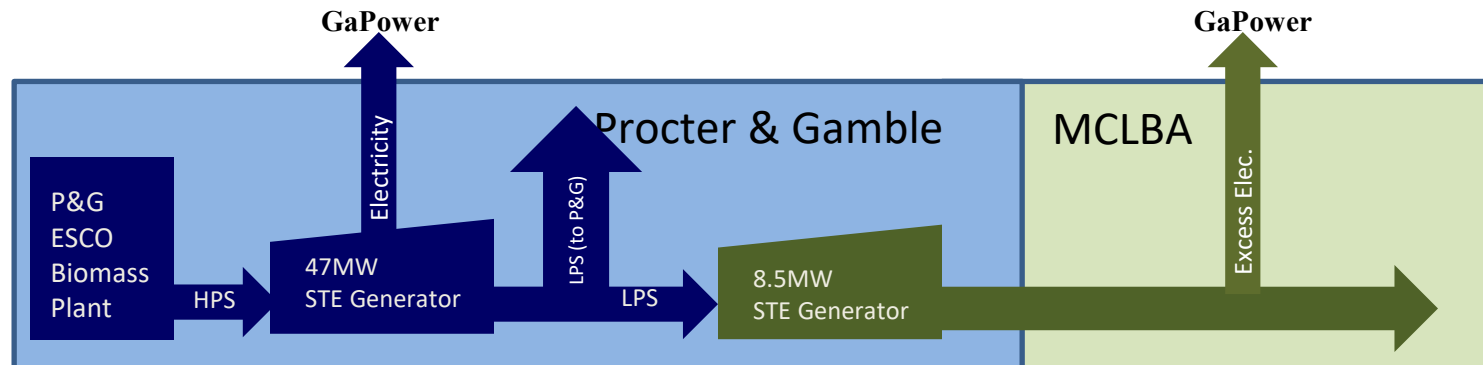 GaPower
GaPower
Procter & Gamble
MCLBA
Electricity
LPS (to P&G)
Excess Elec.
P&G
ESCO
Biomass
Plant
HPS
47MW
STE Generator
LPS
8.5MW
STE Generator